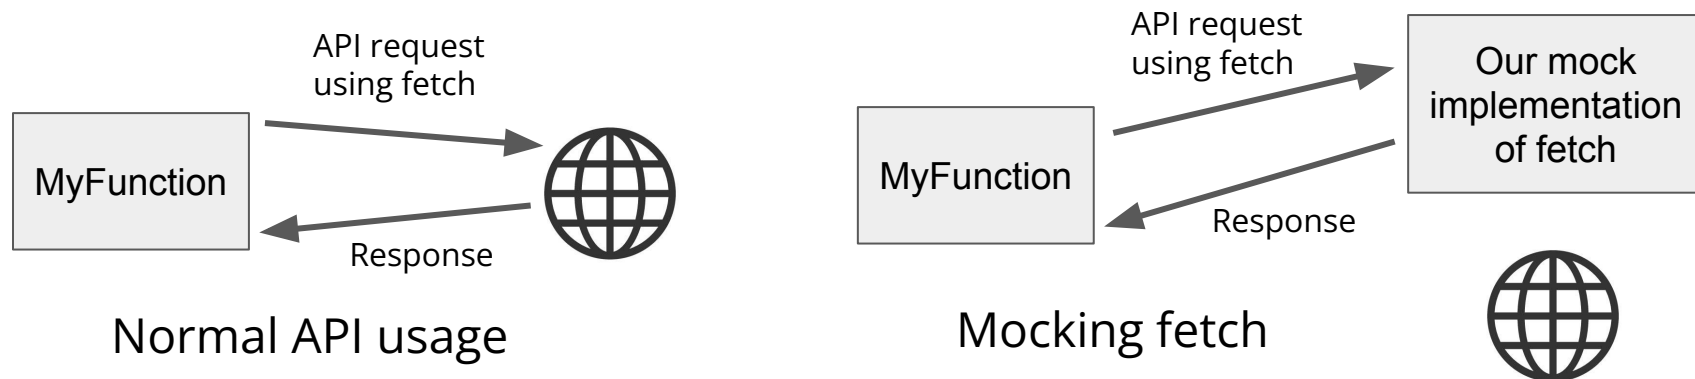 API request
using fetch
MyFunction
Response
Normal API usage
API request
using fetch
Our mock
implementation
of fetch
MyFunction
Response
Mocking fetch